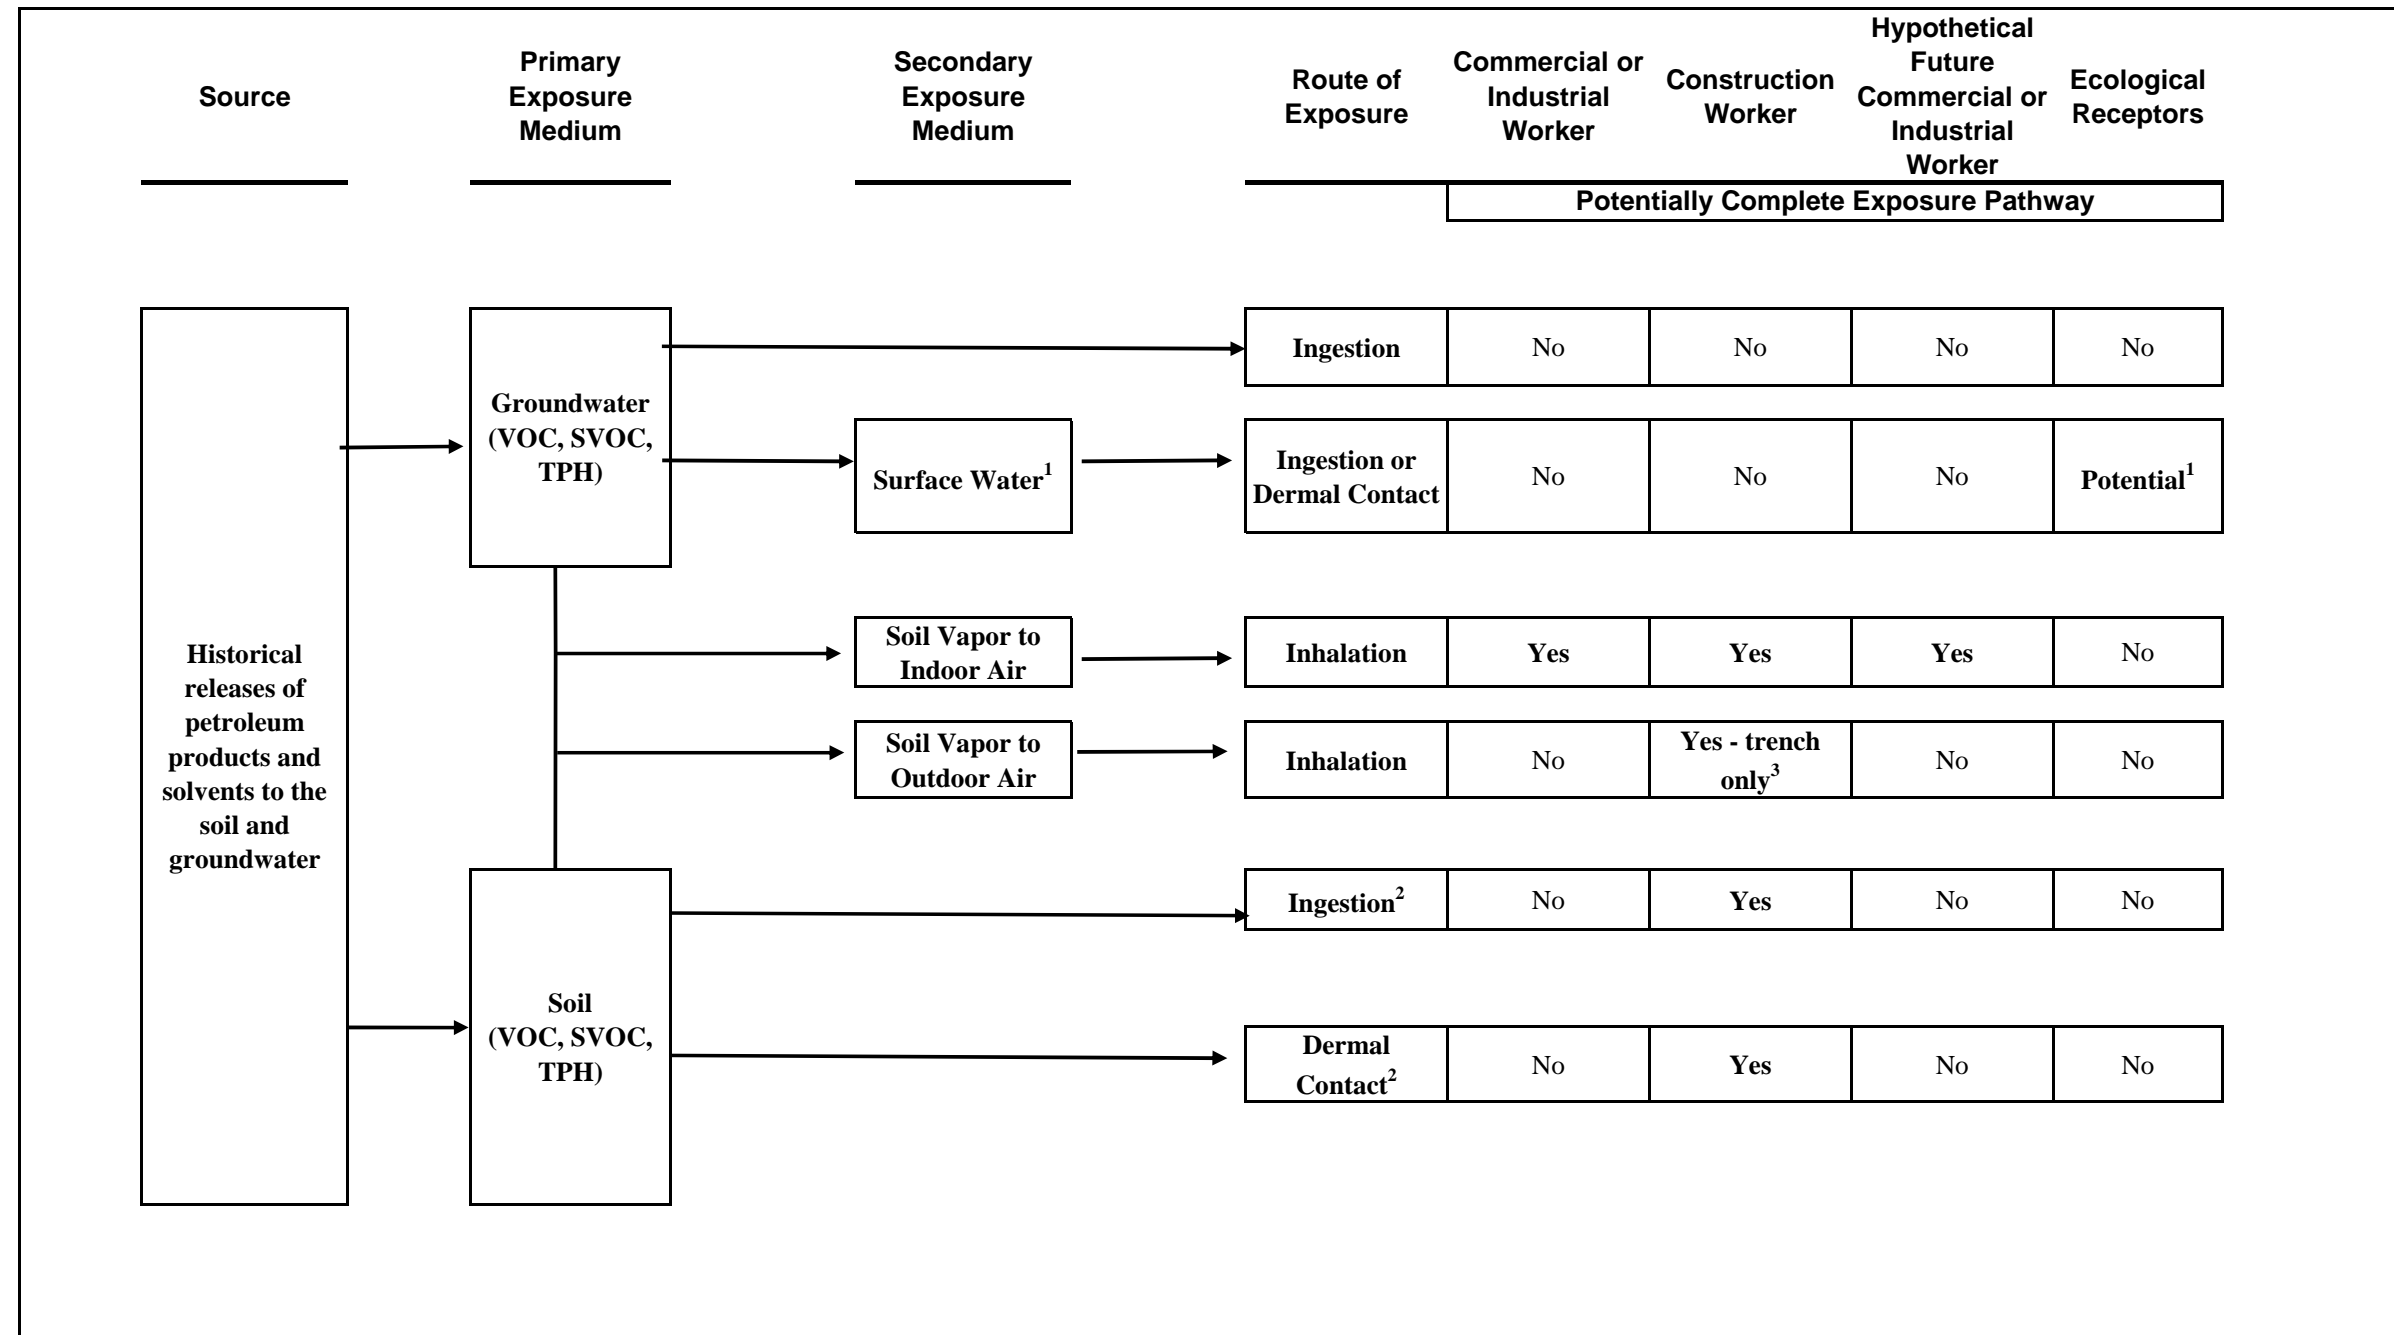 Source
Primary
Exposure
Medium
Secondary
Exposure
Medium
Route of
Exposure
Commercial or
Industrial
Worker
Construction
Worker
Hypothetical
Future
Commercial or
Industrial
Worker
Ecological
Receptors
Potentially Complete Exposure Pathway
Historical
releases of
petroleum
products and
solvents to the
soil and
groundwater
Groundwater
(VOC, SVOC,
TPH)
Ingestion
No
No
No
No
Surface Water¹
Ingestion or
Dermal Contact
No
No
No
Potential¹
Soil Vapor to
Indoor Air
Inhalation
Yes
Yes
Yes
No
Soil Vapor to
Outdoor Air
Inhalation
No
Yes - trench
only³
No
No
Soil
(VOC, SVOC,
TPH)
Ingestion²
No
Yes
No
No
Dermal
Contact²
No
Yes
No
No